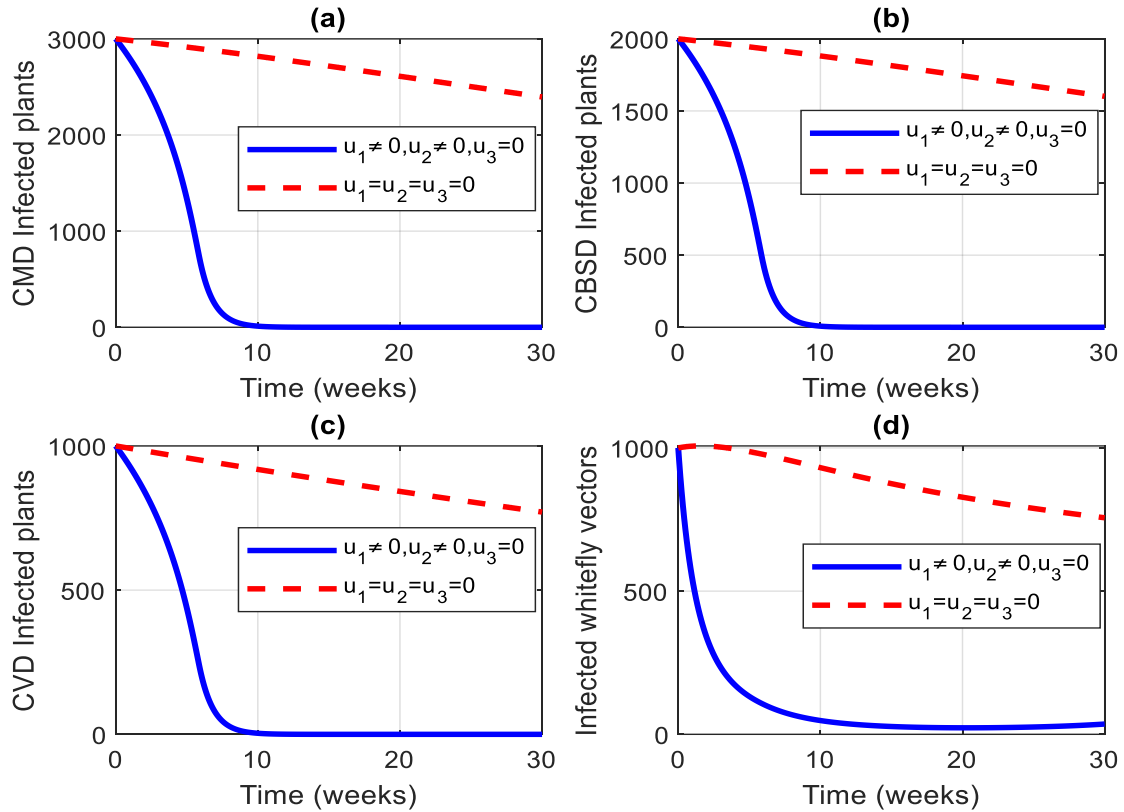 (a)
3000
2000
1000
0
CMD Infected plants
u₁≠ 0,u₂≠ 0,u₃=0
u₁=u₂=u₃=0
0 10 20 30
Time (weeks)
(b)
2000
1500
1000
500
0
CBSD Infected plants
u₁≠ 0,u₂≠ 0,u₃=0
u₁=u₂=u₃=0
0 10 20 30
Time (weeks)
(c)
1000
500
0
CVD Infected plants
u₁≠ 0,u₂≠ 0,u₃=0
u₁=u₂=u₃=0
0 10 20 30
Time (weeks)
(d)
1000
500
0
Infected whitefly vectors
u₁≠ 0,u₂≠ 0,u₃=0
u₁=u₂=u₃=0
0 10 20 30
Time (weeks)